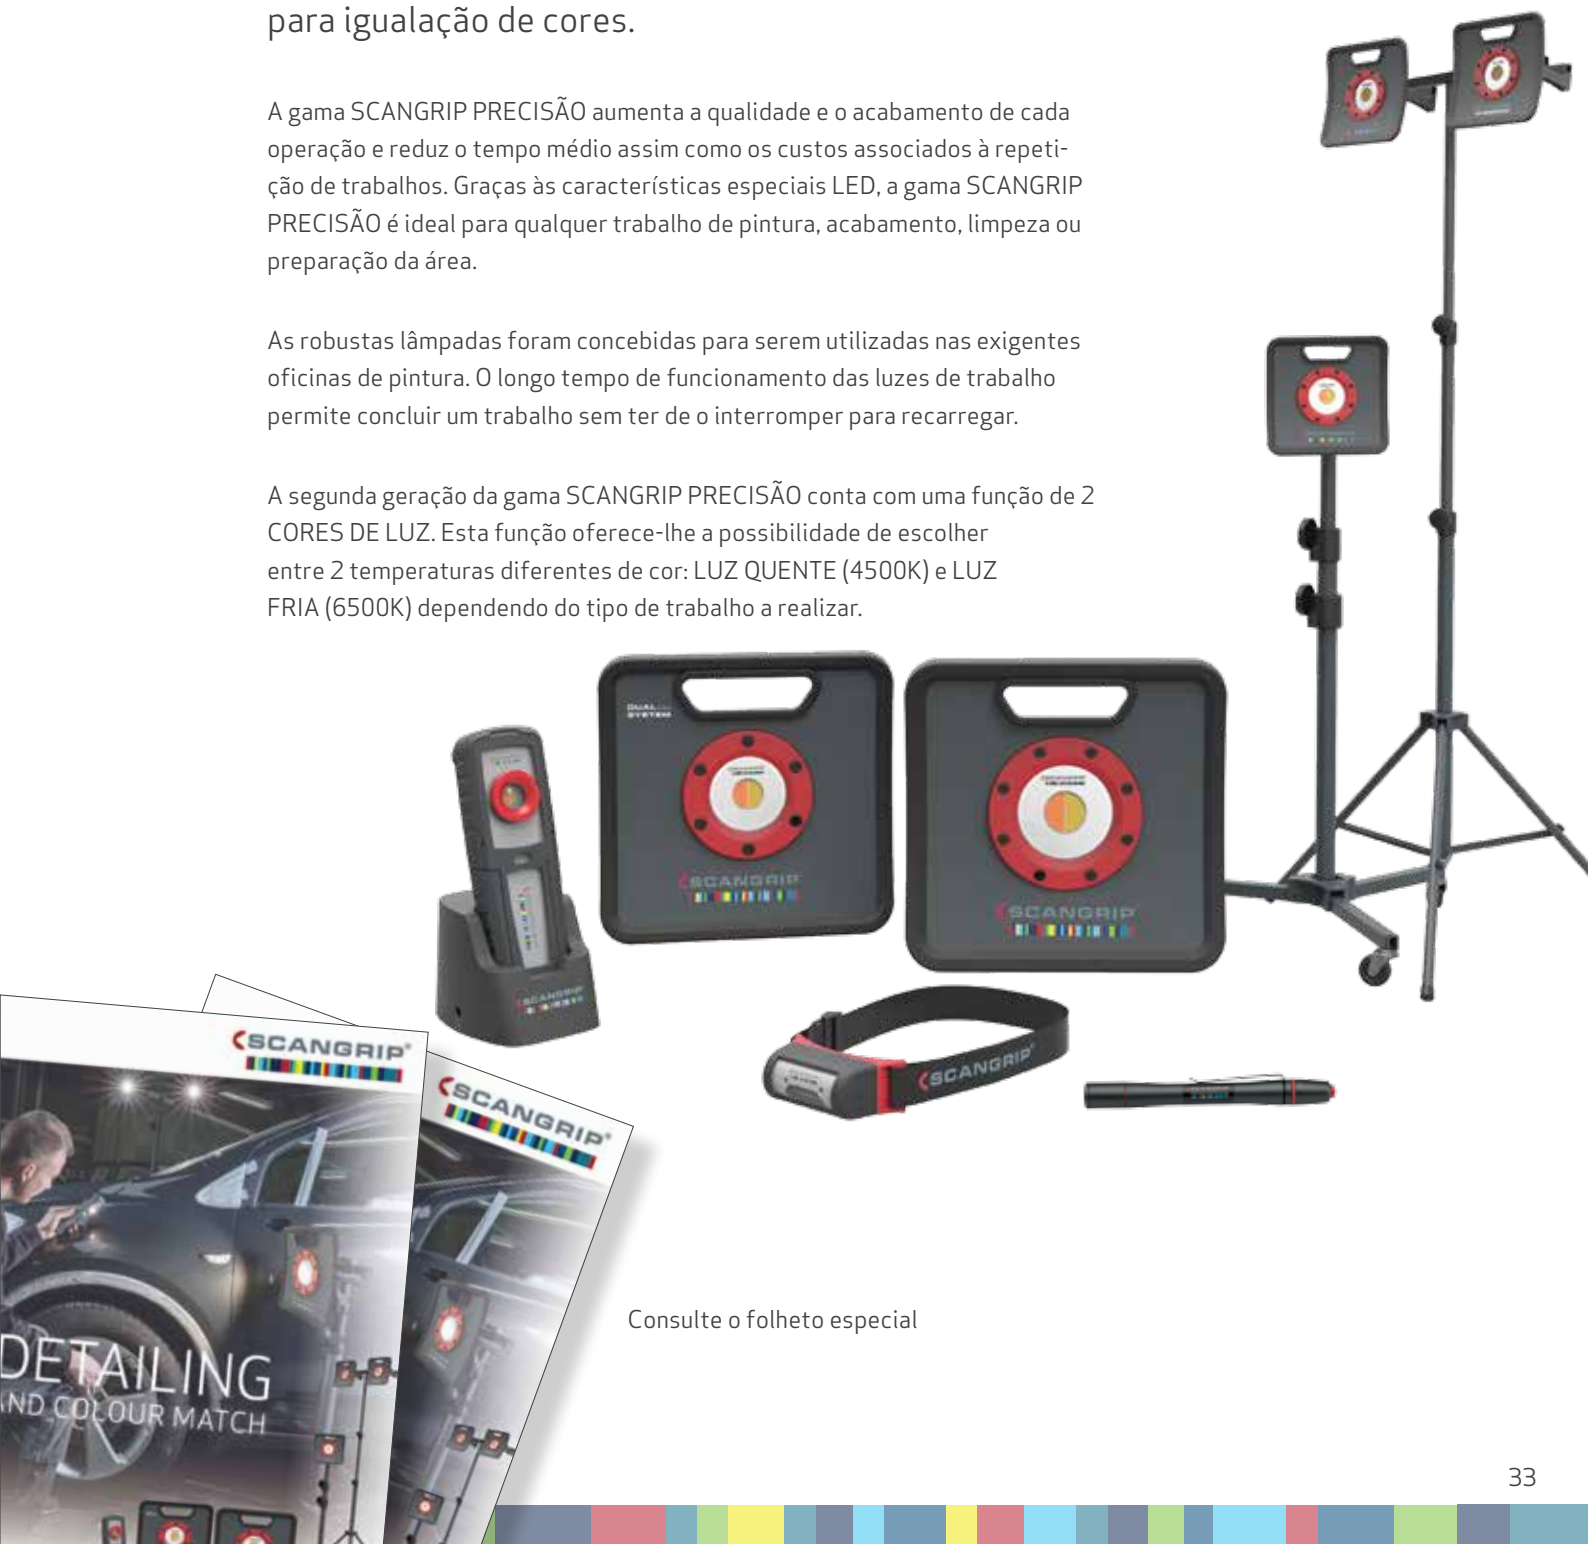 para igualação de cores.
A gama SCANGRIP PRECISÃO aumenta a qualidade e o acabamento de cada
operação e reduz o tempo médio assim como os custos associados à repeti-
ção de trabalhos. Graças às características especiais LED, a gama SCANGRIP
PRECISÃO é ideal para qualquer trabalho de pintura, acabamento, limpeza ou
preparação da área.
As robustas lâmpadas foram concebidas para serem utilizadas nas exigentes
oficinas de pintura. O longo tempo de funcionamento das luzes de trabalho
permite concluir um trabalho sem ter de o interromper para recarregar.
A segunda geração da gama SCANGRIP PRECISÃO conta com uma função de 2
CORES DE LUZ. Esta função oferece-lhe a possibilidade de escolher
entre 2 temperaturas diferentes de cor: LUZ QUENTE (4500K) e LUZ
FRIA (6500K) dependendo do tipo de trabalho a realizar.
DUAL
SYSTEM
SCANGRIP
SCANGRIP
SCANGRIP
SCANGRIP
SCANGRIP®
SCANGRIP®
DETAILING
AND COLOUR MATCH
Consulte o folheto especial
33